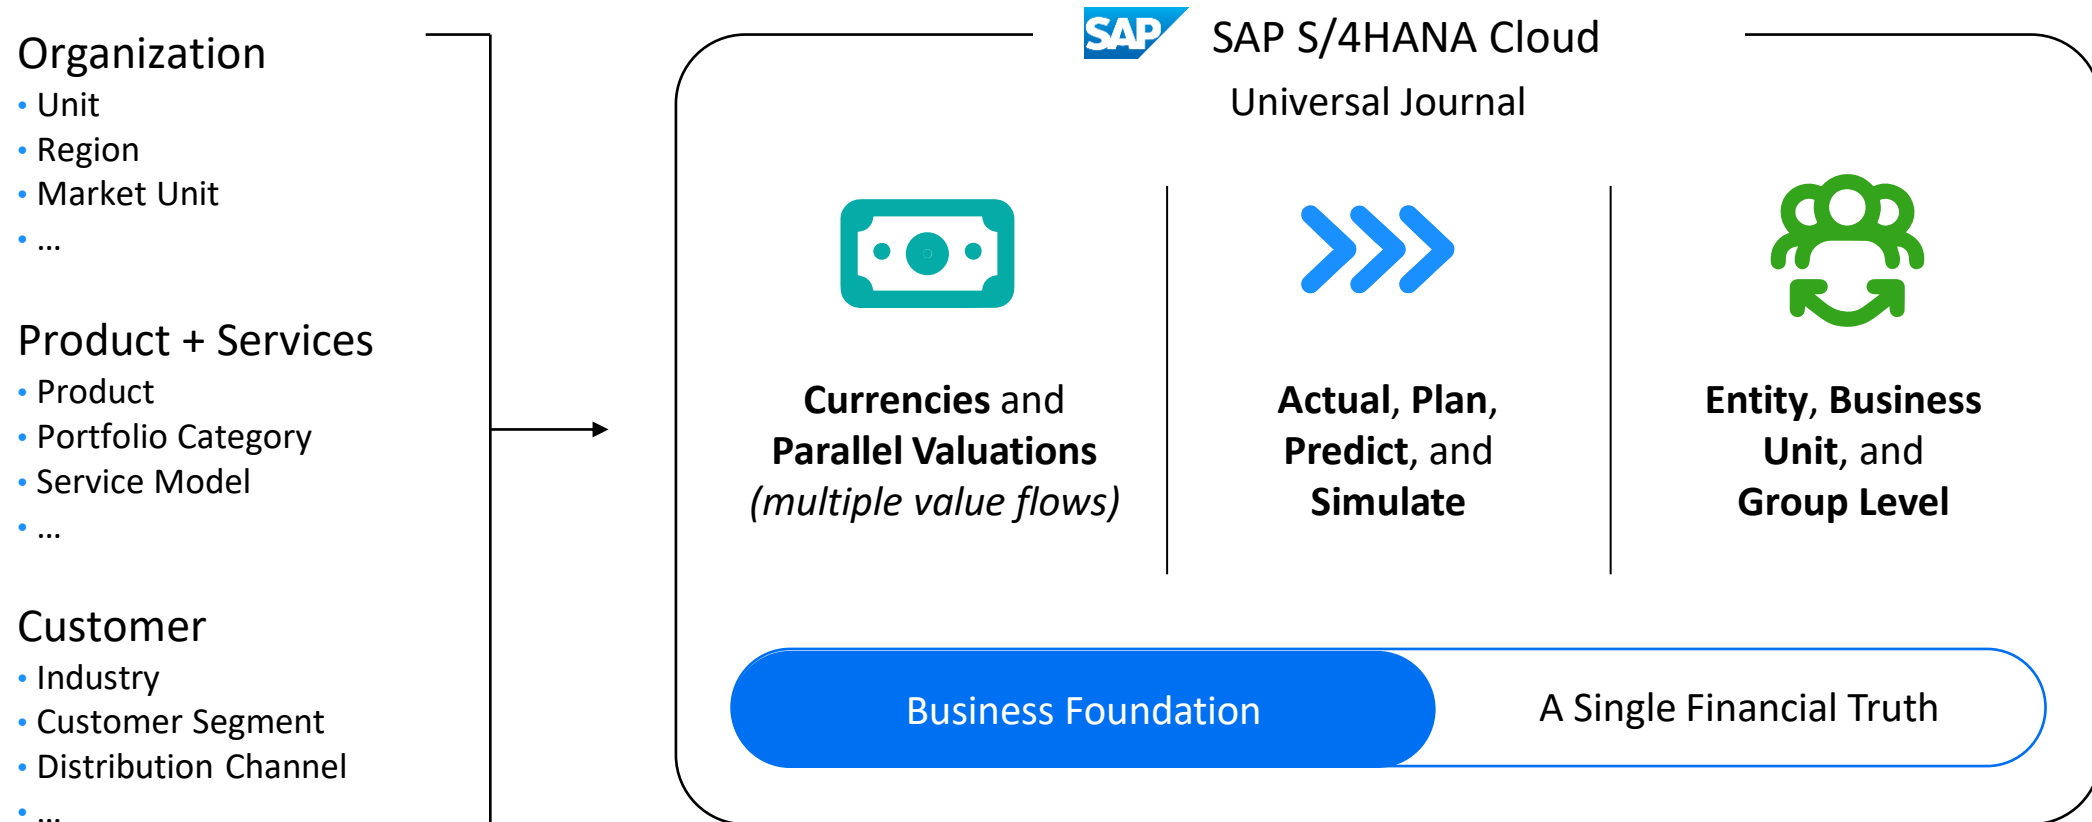 Organization
• Unit
• Region
• Market Unit
• ...
Product + Services
• Product
• Portfolio Category
• Service Model
• ...
Customer
• Industry
• Customer Segment
• Distribution Channel
• ...
SAP SAP S/4HANA Cloud
Universal Journal
Currencies and
Parallel Valuations
(multiple value flows)
Actual, Plan,
Predict, and
Simulate
Entity, Business
Unit, and
Group Level
Business Foundation
A Single Financial Truth